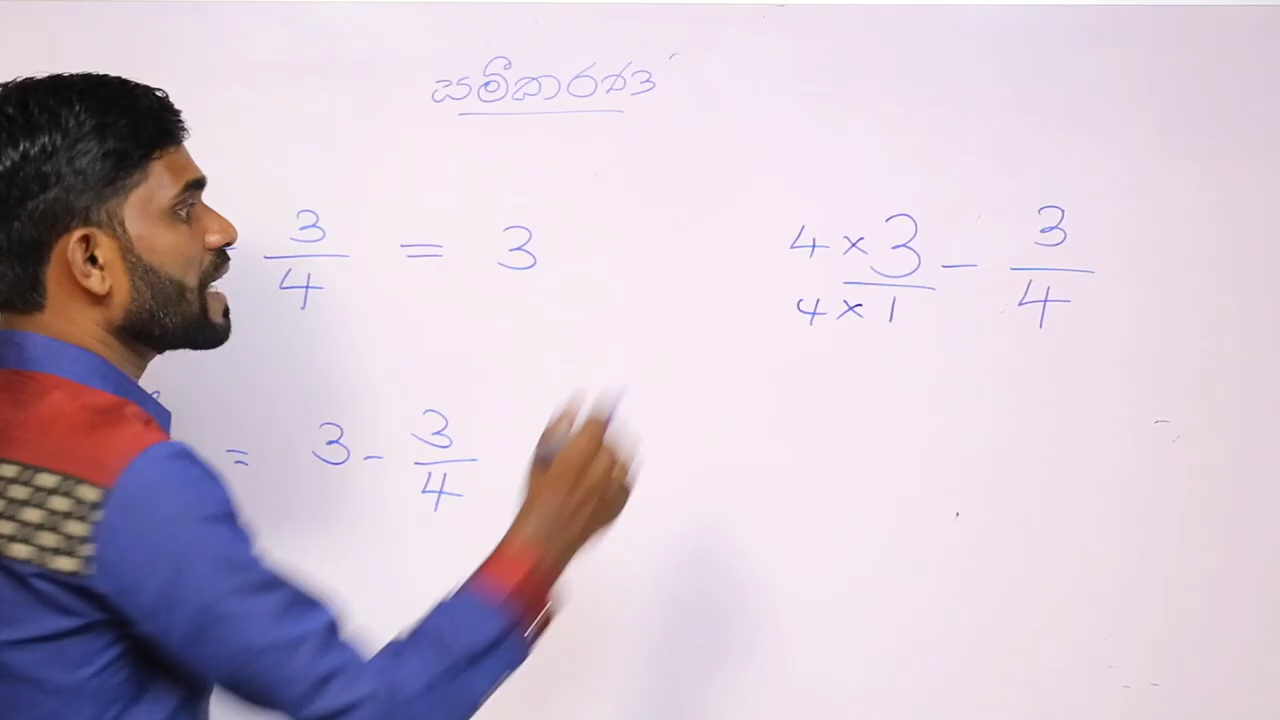 සමීකරණ
3/4 = 3
= 3 - 3/4
4 × 3 / 4 × 1 - 3/4